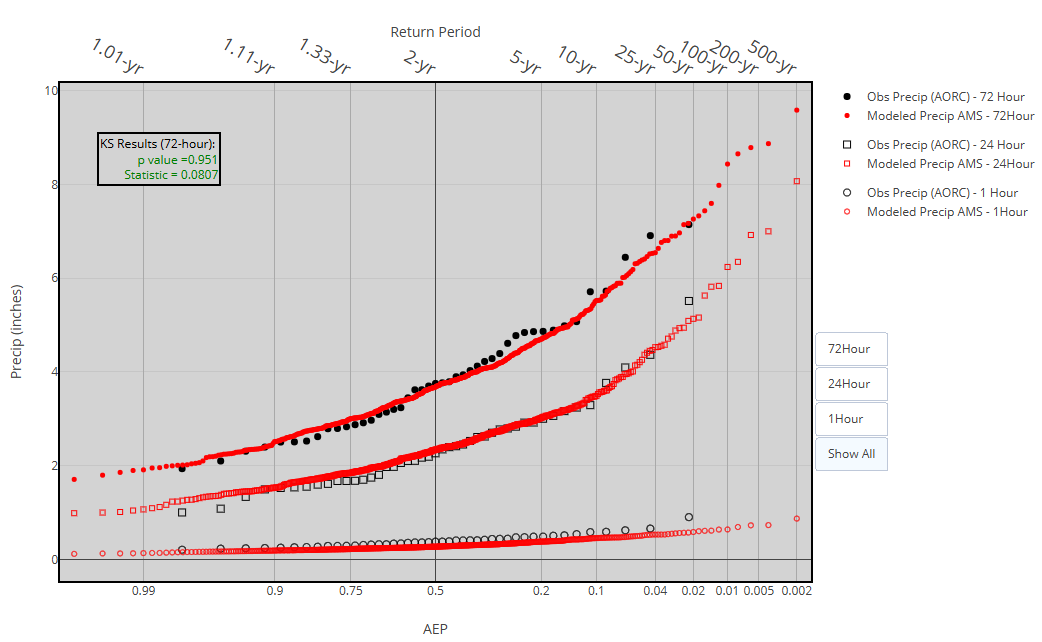 Return Period
1.01-yr
1.11-yr
1.33-yr
2-yr
5-yr
10-yr
25-yr
50-yr
100-yr
200-yr
500-yr
10
8
6
4
2
0
Precip (inches)
KS Results (72-hour):
p value =0.951
Statistic = 0.0807
Obs Precip (AORC) - 72 Hour
Modeled Precip AMS - 72Hour
Obs Precip (AORC) - 24 Hour
Modeled Precip AMS - 24Hour
Obs Precip (AORC) - 1 Hour
Modeled Precip AMS - 1Hour
72Hour
24Hour
1Hour
Show All
0.99
0.9
0.75
0.5
0.2
0.1
0.04
0.02
0.01
0.005
0.002
AEP